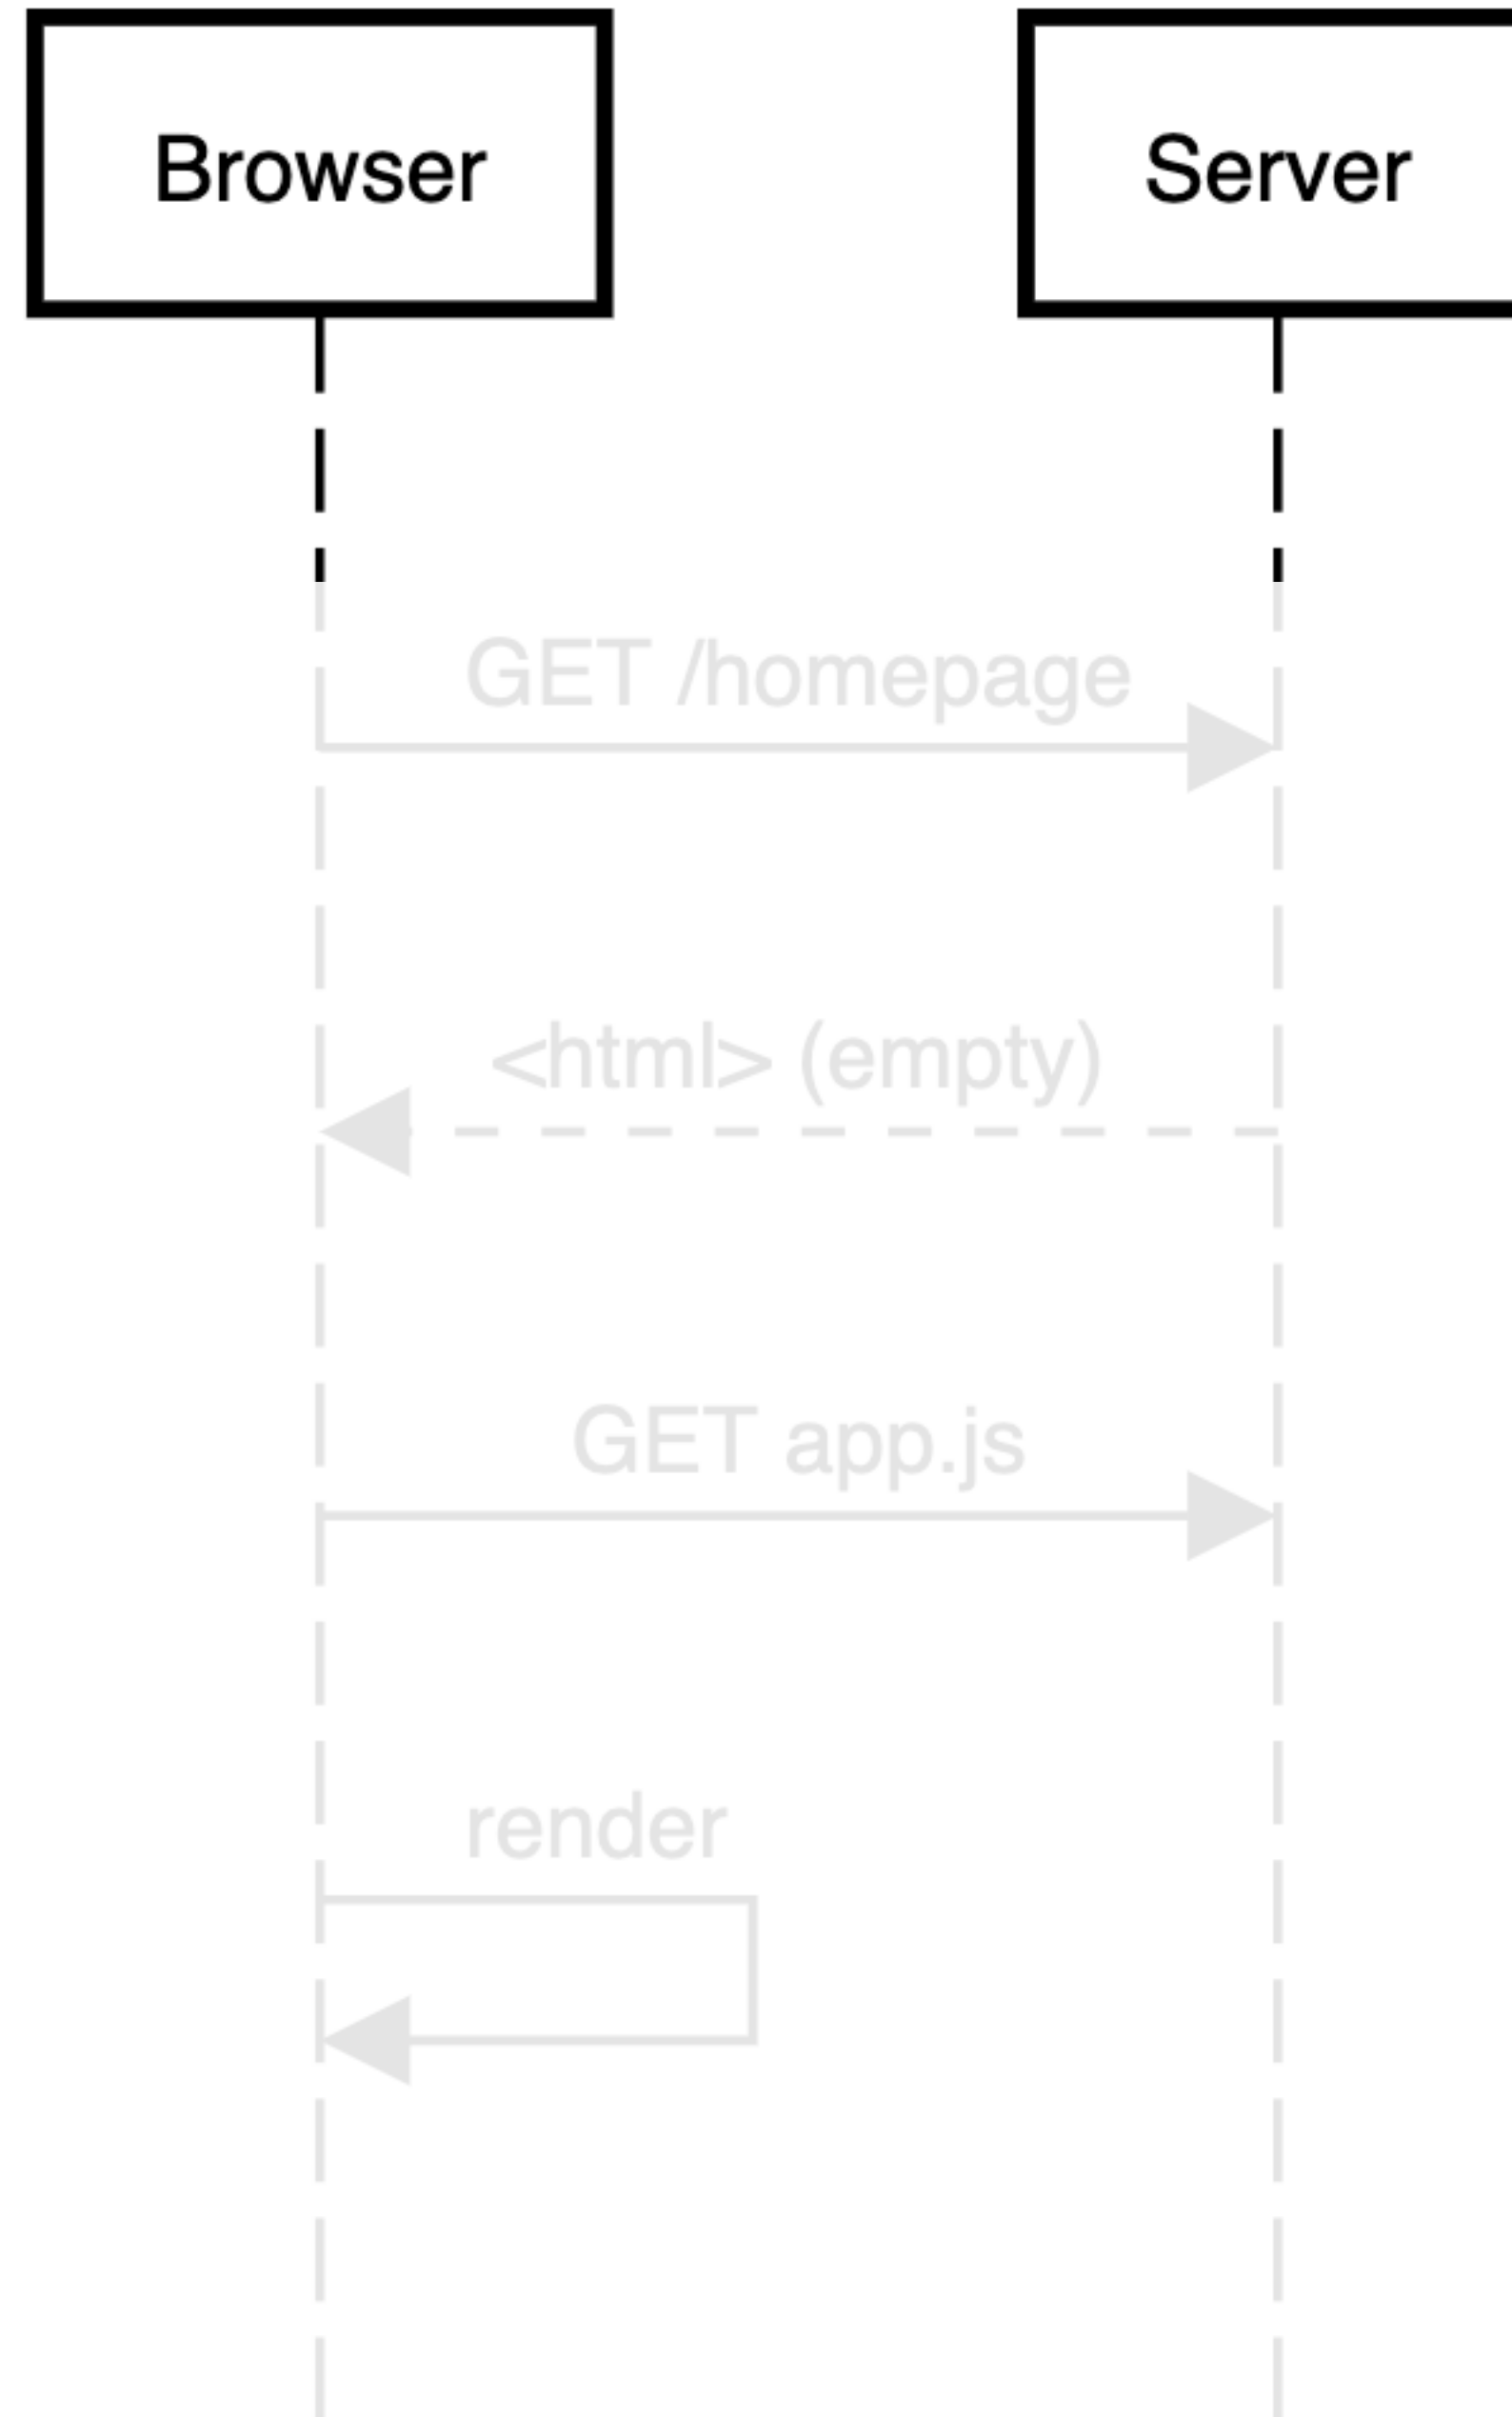 Browser
Server
GET /homepage
<html> (empty)
GET app.js
render